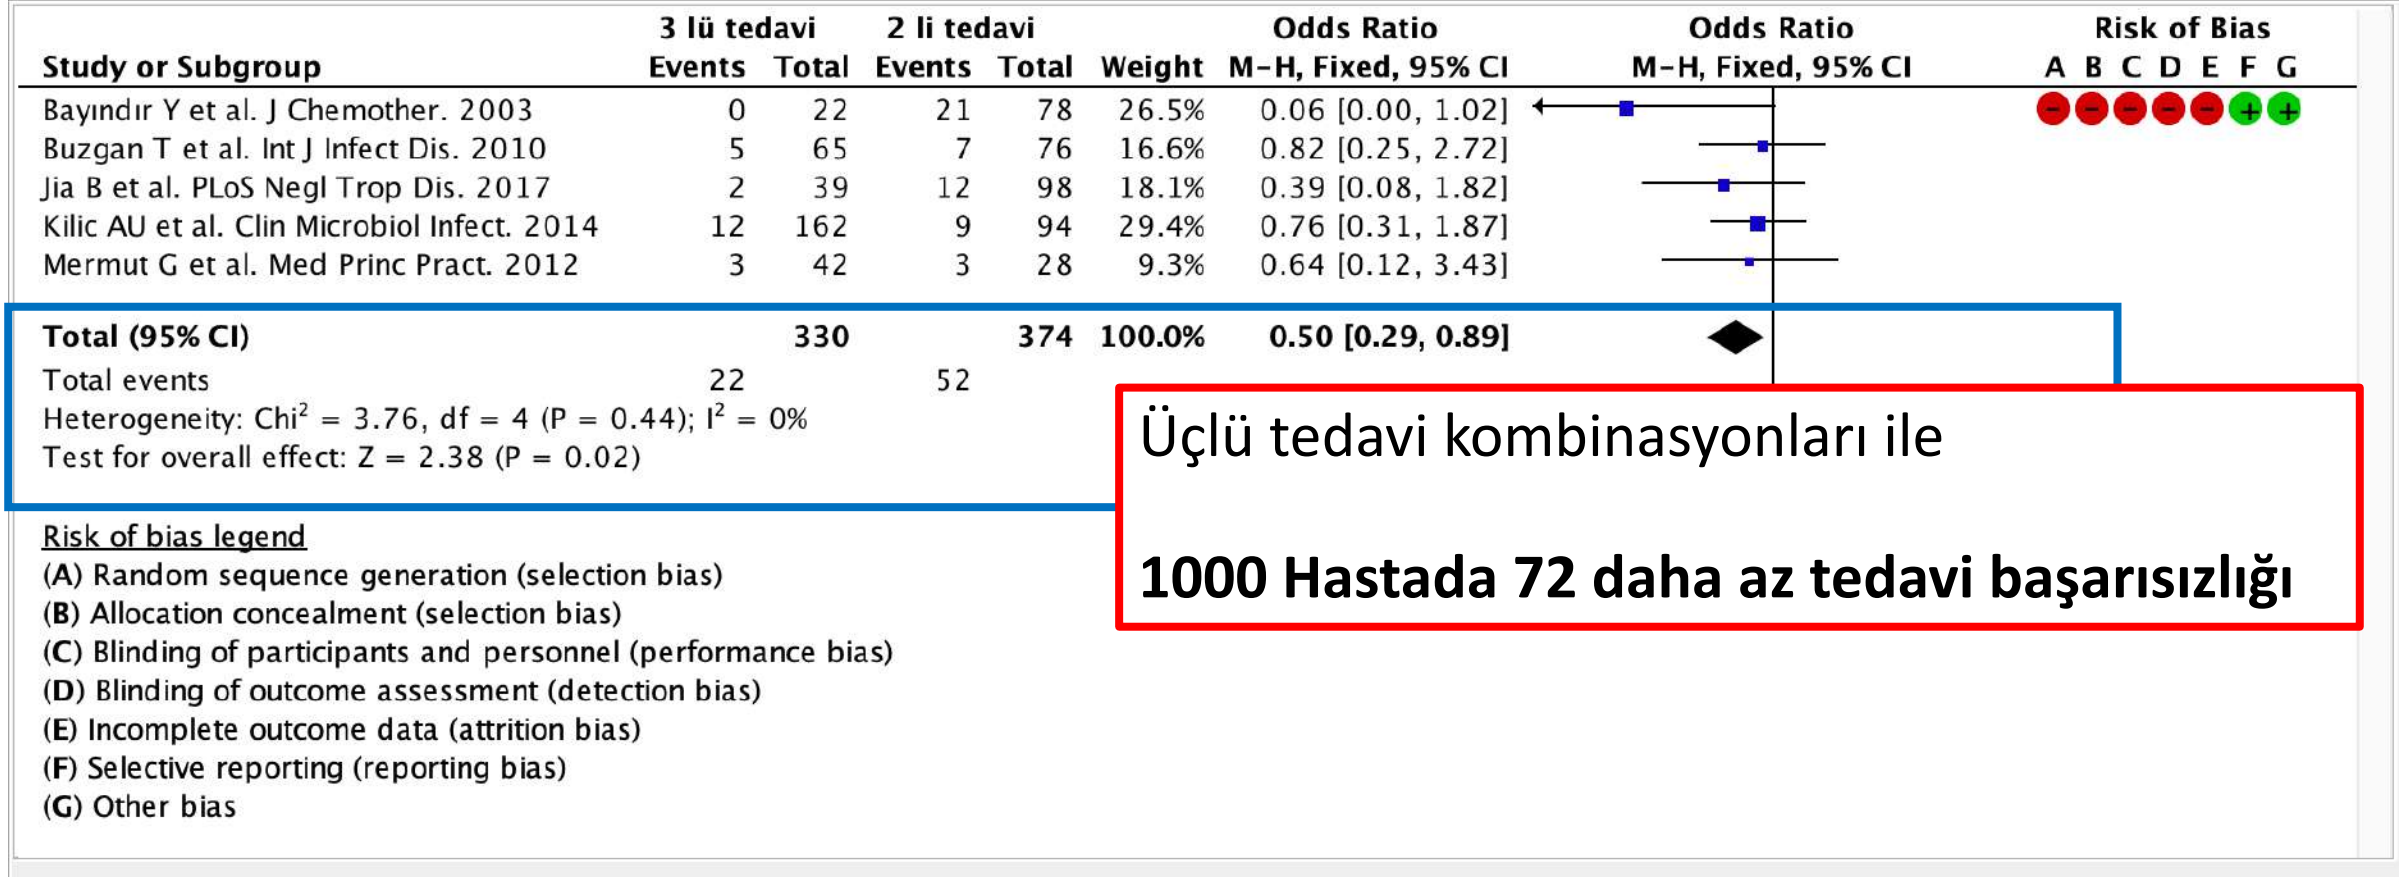 3 lü tedavi 2 li tedavi Odds Ratio Odds Ratio Risk of Bias
Study or Subgroup Events Total Events Total Weight M-H, Fixed, 95% CI M-H, Fixed, 95% CI A B C D E F G
Bayındır Y et al. J Chemother. 2003 0 22 21 78 26.5% 0.06 [0.00, 1.02] - - - - - + +
Buzgan T et al. Int J Infect Dis. 2010 5 65 7 76 16.6% 0.82 [0.25, 2.72]
Jia B et al. PLoS Negl Trop Dis. 2017 2 39 12 98 18.1% 0.39 [0.08, 1.82]
Kilic AU et al. Clin Microbiol Infect. 2014 12 162 9 94 29.4% 0.76 [0.31, 1.87]
Mermut G et al. Med Princ Pract. 2012 3 42 3 28 9.3% 0.64 [0.12, 3.43]
Total (95% CI) 330 374 100.0% 0.50 [0.29, 0.89]
Total events 22 52
Heterogeneity: Chi² = 3.76, df = 4 (P = 0.44); I² = 0%
Test for overall effect: Z = 2.38 (P = 0.02)
Üçlü tedavi kombinasyonları ile
1000 Hastada 72 daha az tedavi başarısızlığı
Risk of bias legend
(A) Random sequence generation (selection bias)
(B) Allocation concealment (selection bias)
(C) Blinding of participants and personnel (performance bias)
(D) Blinding of outcome assessment (detection bias)
(E) Incomplete outcome data (attrition bias)
(F) Selective reporting (reporting bias)
(G) Other bias